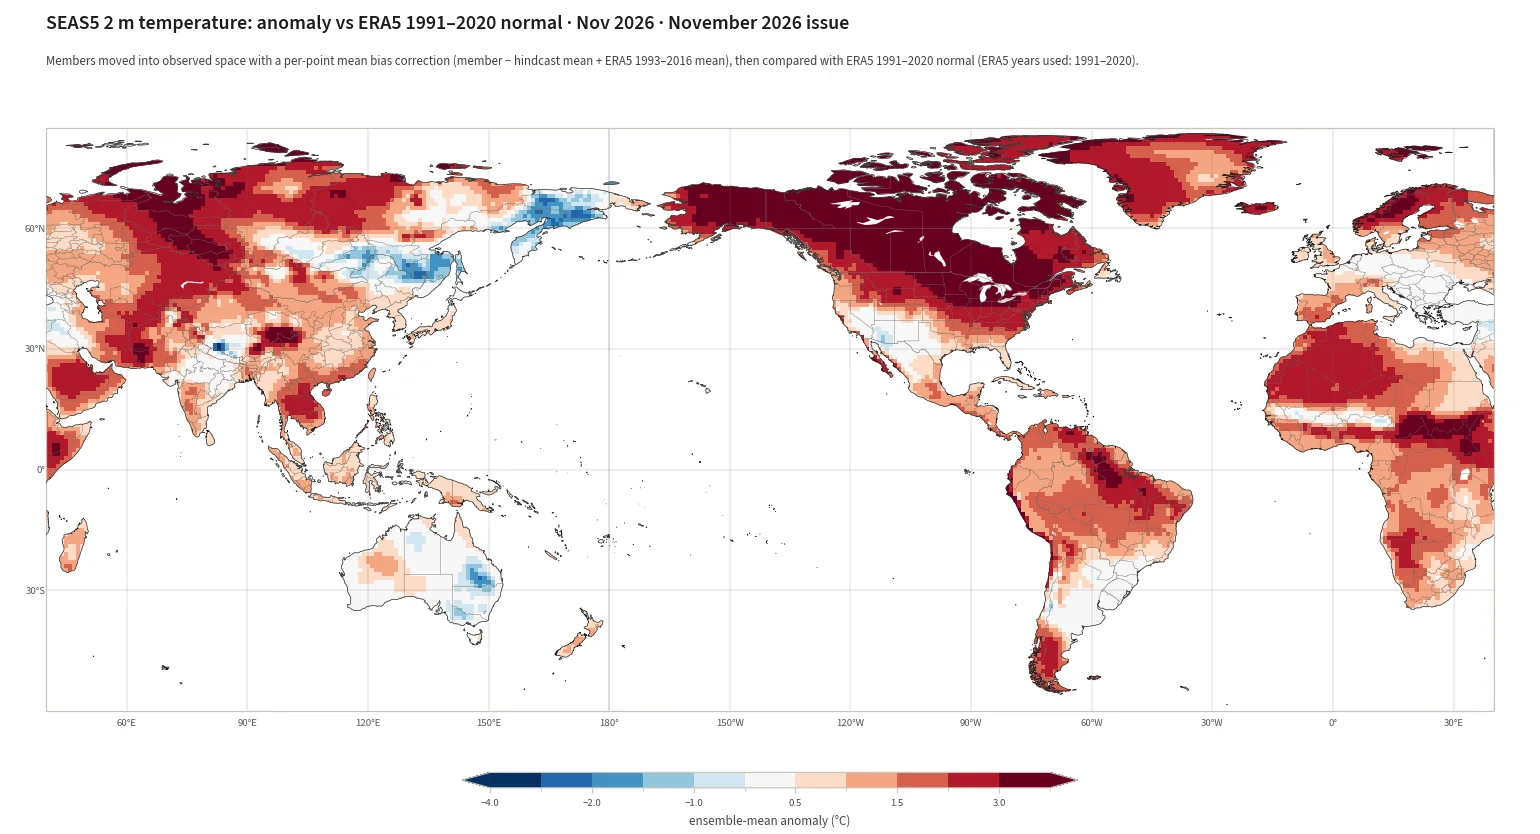 SEAS5 2 m temperature: anomaly vs ERA5 1991–2020 normal · Nov 2026 · November 2026 issue
Members moved into observed space with a per-point mean bias correction (member − hindcast mean + ERA5 1993–2016 mean), then compared with ERA5 1991–2020 normal (ERA5 years used: 1991–2020).
60°N
30°N
0°
30°S
60°E 90°E 120°E 150°E 180° 150°W 120°W 90°W 60°W 30°W 0° 30°E
−4.0 −2.0 −1.0 0.5 1.5 3.0
ensemble-mean anomaly (°C)